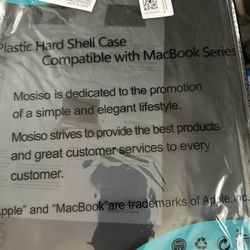 Plastic Hard Shell Case
Compatible with MacBook Series
Mosiso is dedicated to the promotion
of a simple and elegant lifestyle.
Mosiso strives to provide the best products
and great customer services to every
customer.
Apple” and “MacBook”are trademarks of Apple,Inc.